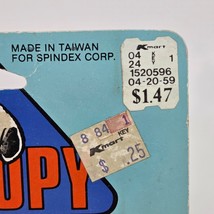 MADE IN TAIWAN
FOR SPINDEX CORP.
Kmart
04 1
24
1520596
04-20-59
$1.47
8 84 1
KEY
Kmart
$ .25
OPY